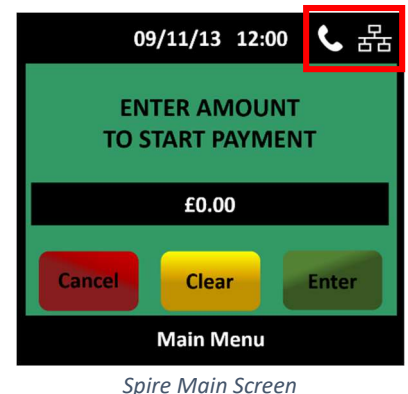 09/11/13 12:00
ENTER AMOUNT
TO START PAYMENT
£0.00
Cancel Clear Enter
Main Menu
Spire Main Screen